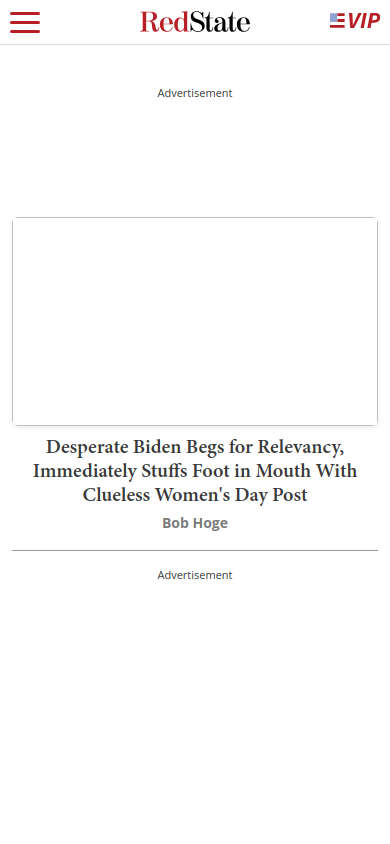 RedState
VIP
Advertisement
Desperate Biden Begs for Relevancy,
Immediately Stuffs Foot in Mouth With
Clueless Women's Day Post
Bob Hoge
Advertisement